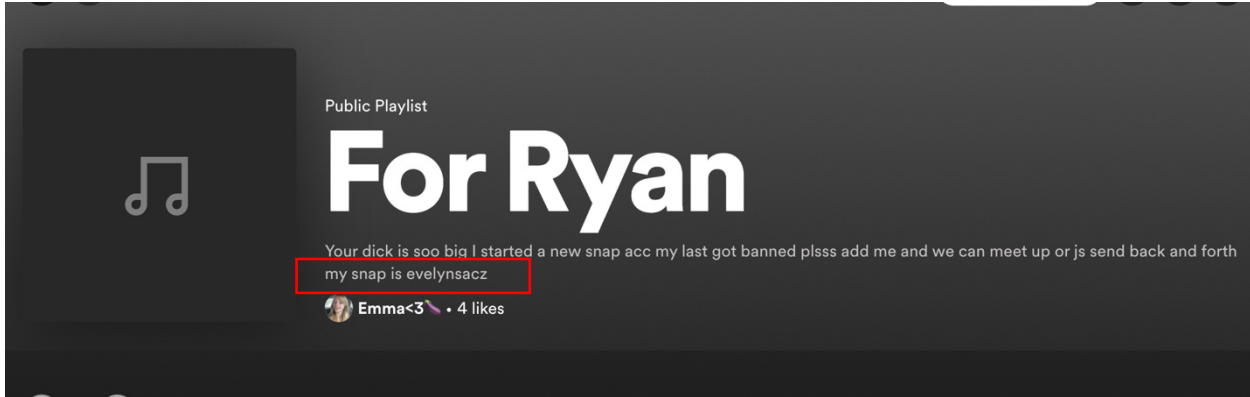 Public Playlist
For Ryan
Your dick is soo big I started a new snap acc my last got banned plsss add me and we can meet up or js send back and forth
my snap is evelynsacz
Emma<3🍆 • 4 likes